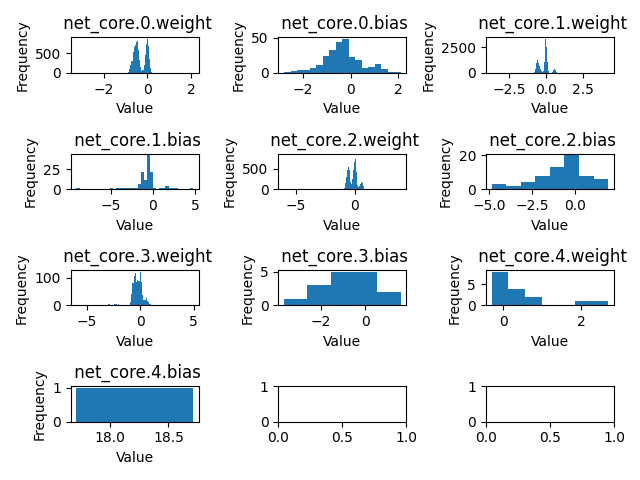 net_core.0.weight
Frequency
500
0
−2
0
2
Value
net_core.0.bias
Frequency
50
0
−2
0
2
Value
net_core.1.weight
Frequency
2500
0
−2.5
0.0
2.5
Value
net_core.1.bias
Frequency
25
0
−5
0
5
Value
net_core.2.weight
Frequency
500
0
−5
0
Value
net_core.2.bias
Frequency
20
0
−5.0
−2.5
0.0
Value
net_core.3.weight
Frequency
100
0
−5
0
5
Value
net_core.3.bias
Frequency
5
0
−2
0
Value
net_core.4.weight
Frequency
5
0
0
2
Value
net_core.4.bias
Frequency
1
0
18.0
18.5
Value
1
0
0.0
0.5
1.0
1
0
0.0
0.5
1.0